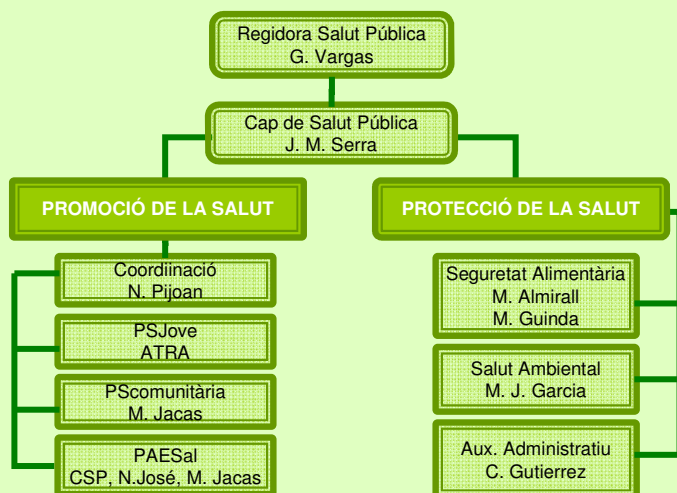 Regidora Salut Pública
G. Vargas
Cap de Salut Pública
J. M. Serra
PROMOCIÓ DE LA SALUT
PROTECCIÓ DE LA SALUT
Coordiinació
N. Pijoan
PSJove
ATRA
PScomunitària
M. Jacas
PAESal
CSP, N.José, M. Jacas
Seguretat Alimentària
M. Almirall
M. Guinda
Salut Ambiental
M. J. Garcia
Aux. Administratiu
C. Gutierrez